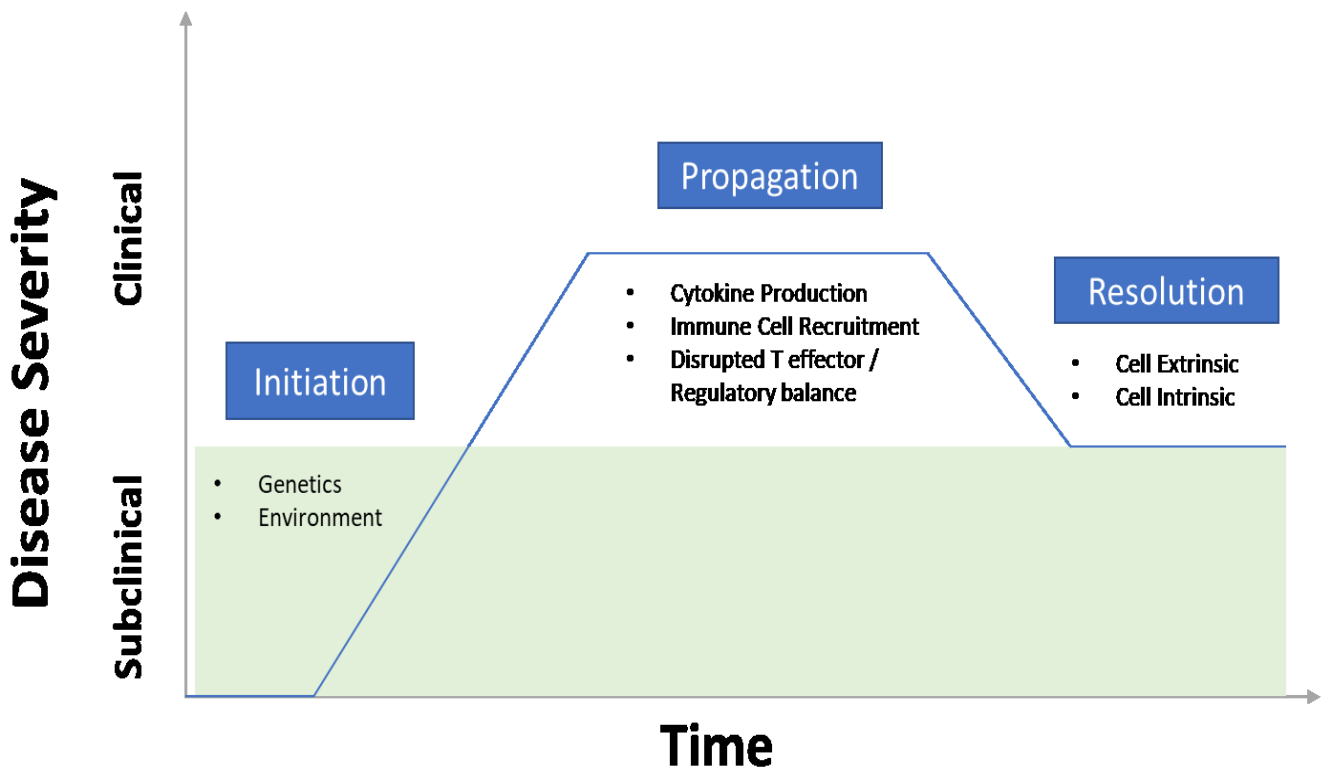 Disease Severity
Clinical
Subclinical
Initiation
• Genetics
• Environment
Propagation
• Cytokine Production
• Immune Cell Recruitment
• Disrupted T effector /
Regulatory balance
Resolution
• Cell Extrinsic
• Cell Intrinsic
Time